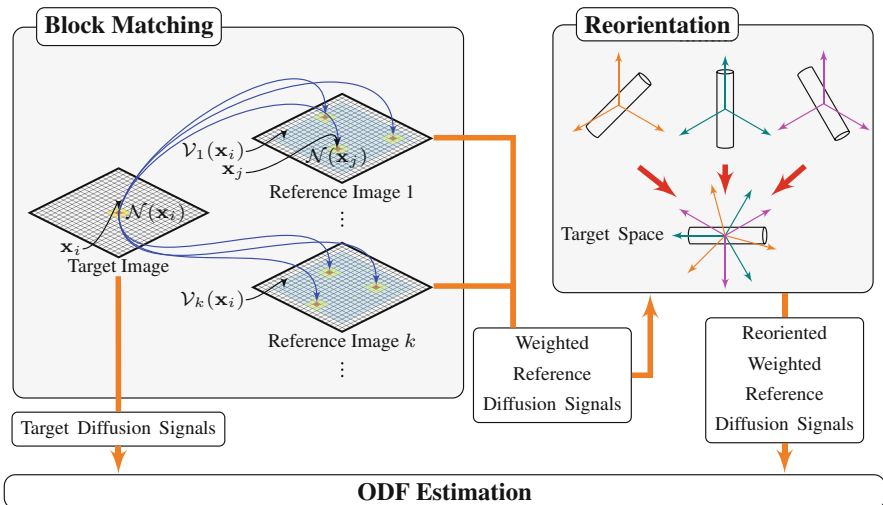 Block Matching
𝒱₁(𝐱ᵢ)
𝐱ⱼ
𝒩(𝐱ⱼ)
Reference Image 1
⋮
𝒩(𝐱ᵢ)
𝐱ᵢ
Target Image
𝒱ₖ(𝐱ᵢ)
Reference Image k
⋮
Reorientation
Target Space
Weighted
Reference
Diffusion Signals
Reoriented
Weighted
Reference
Diffusion Signals
Target Diffusion Signals
ODF Estimation